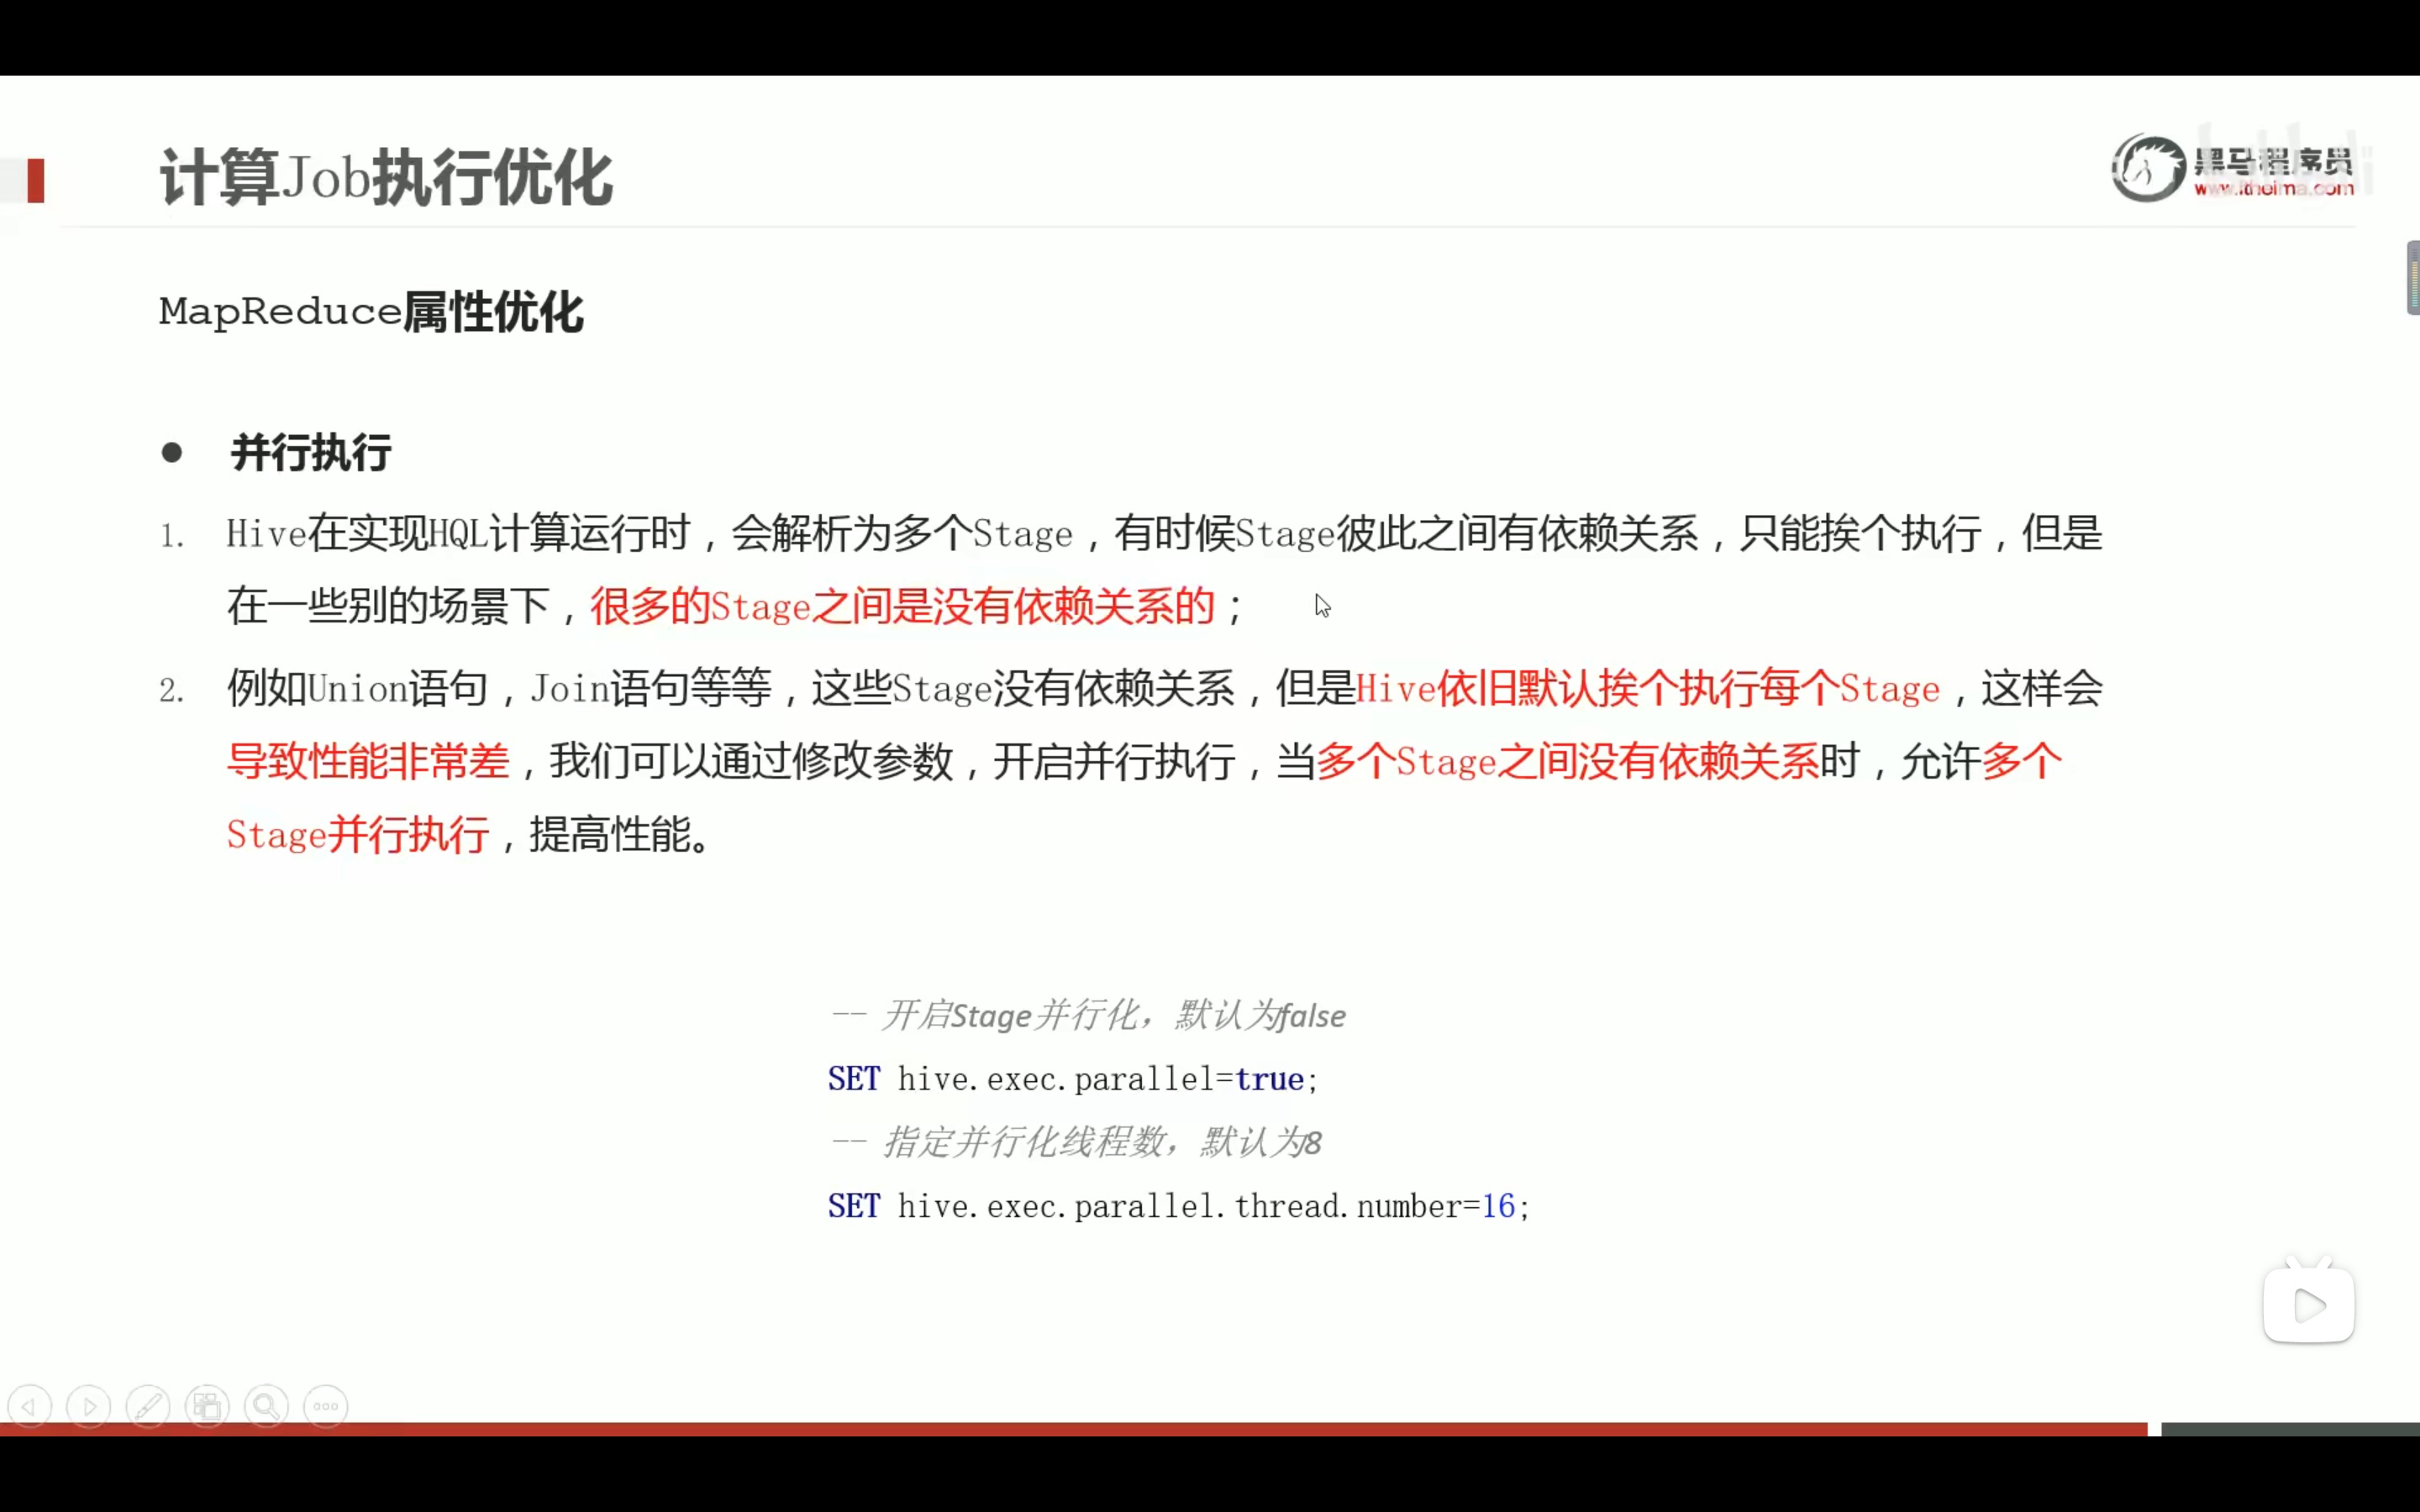 计算Job执行优化
黑马程序员
www.itheima.com
MapReduce属性优化
● 并行执行
1. Hive在实现HQL计算运行时，会解析为多个Stage，有时候Stage彼此之间有依赖关系，只能挨个执行，但是
在一些别的场景下，很多的Stage之间是没有依赖关系的；
2. 例如Union语句，Join语句等等，这些Stage没有依赖关系，但是Hive依旧默认挨个执行每个Stage，这样会
导致性能非常差，我们可以通过修改参数，开启并行执行，当多个Stage之间没有依赖关系时，允许多个
Stage并行执行，提高性能。
-- 开启Stage并行化，默认为false
SET hive.exec.parallel=true;
-- 指定并行化线程数，默认为8
SET hive.exec.parallel.thread.number=16;